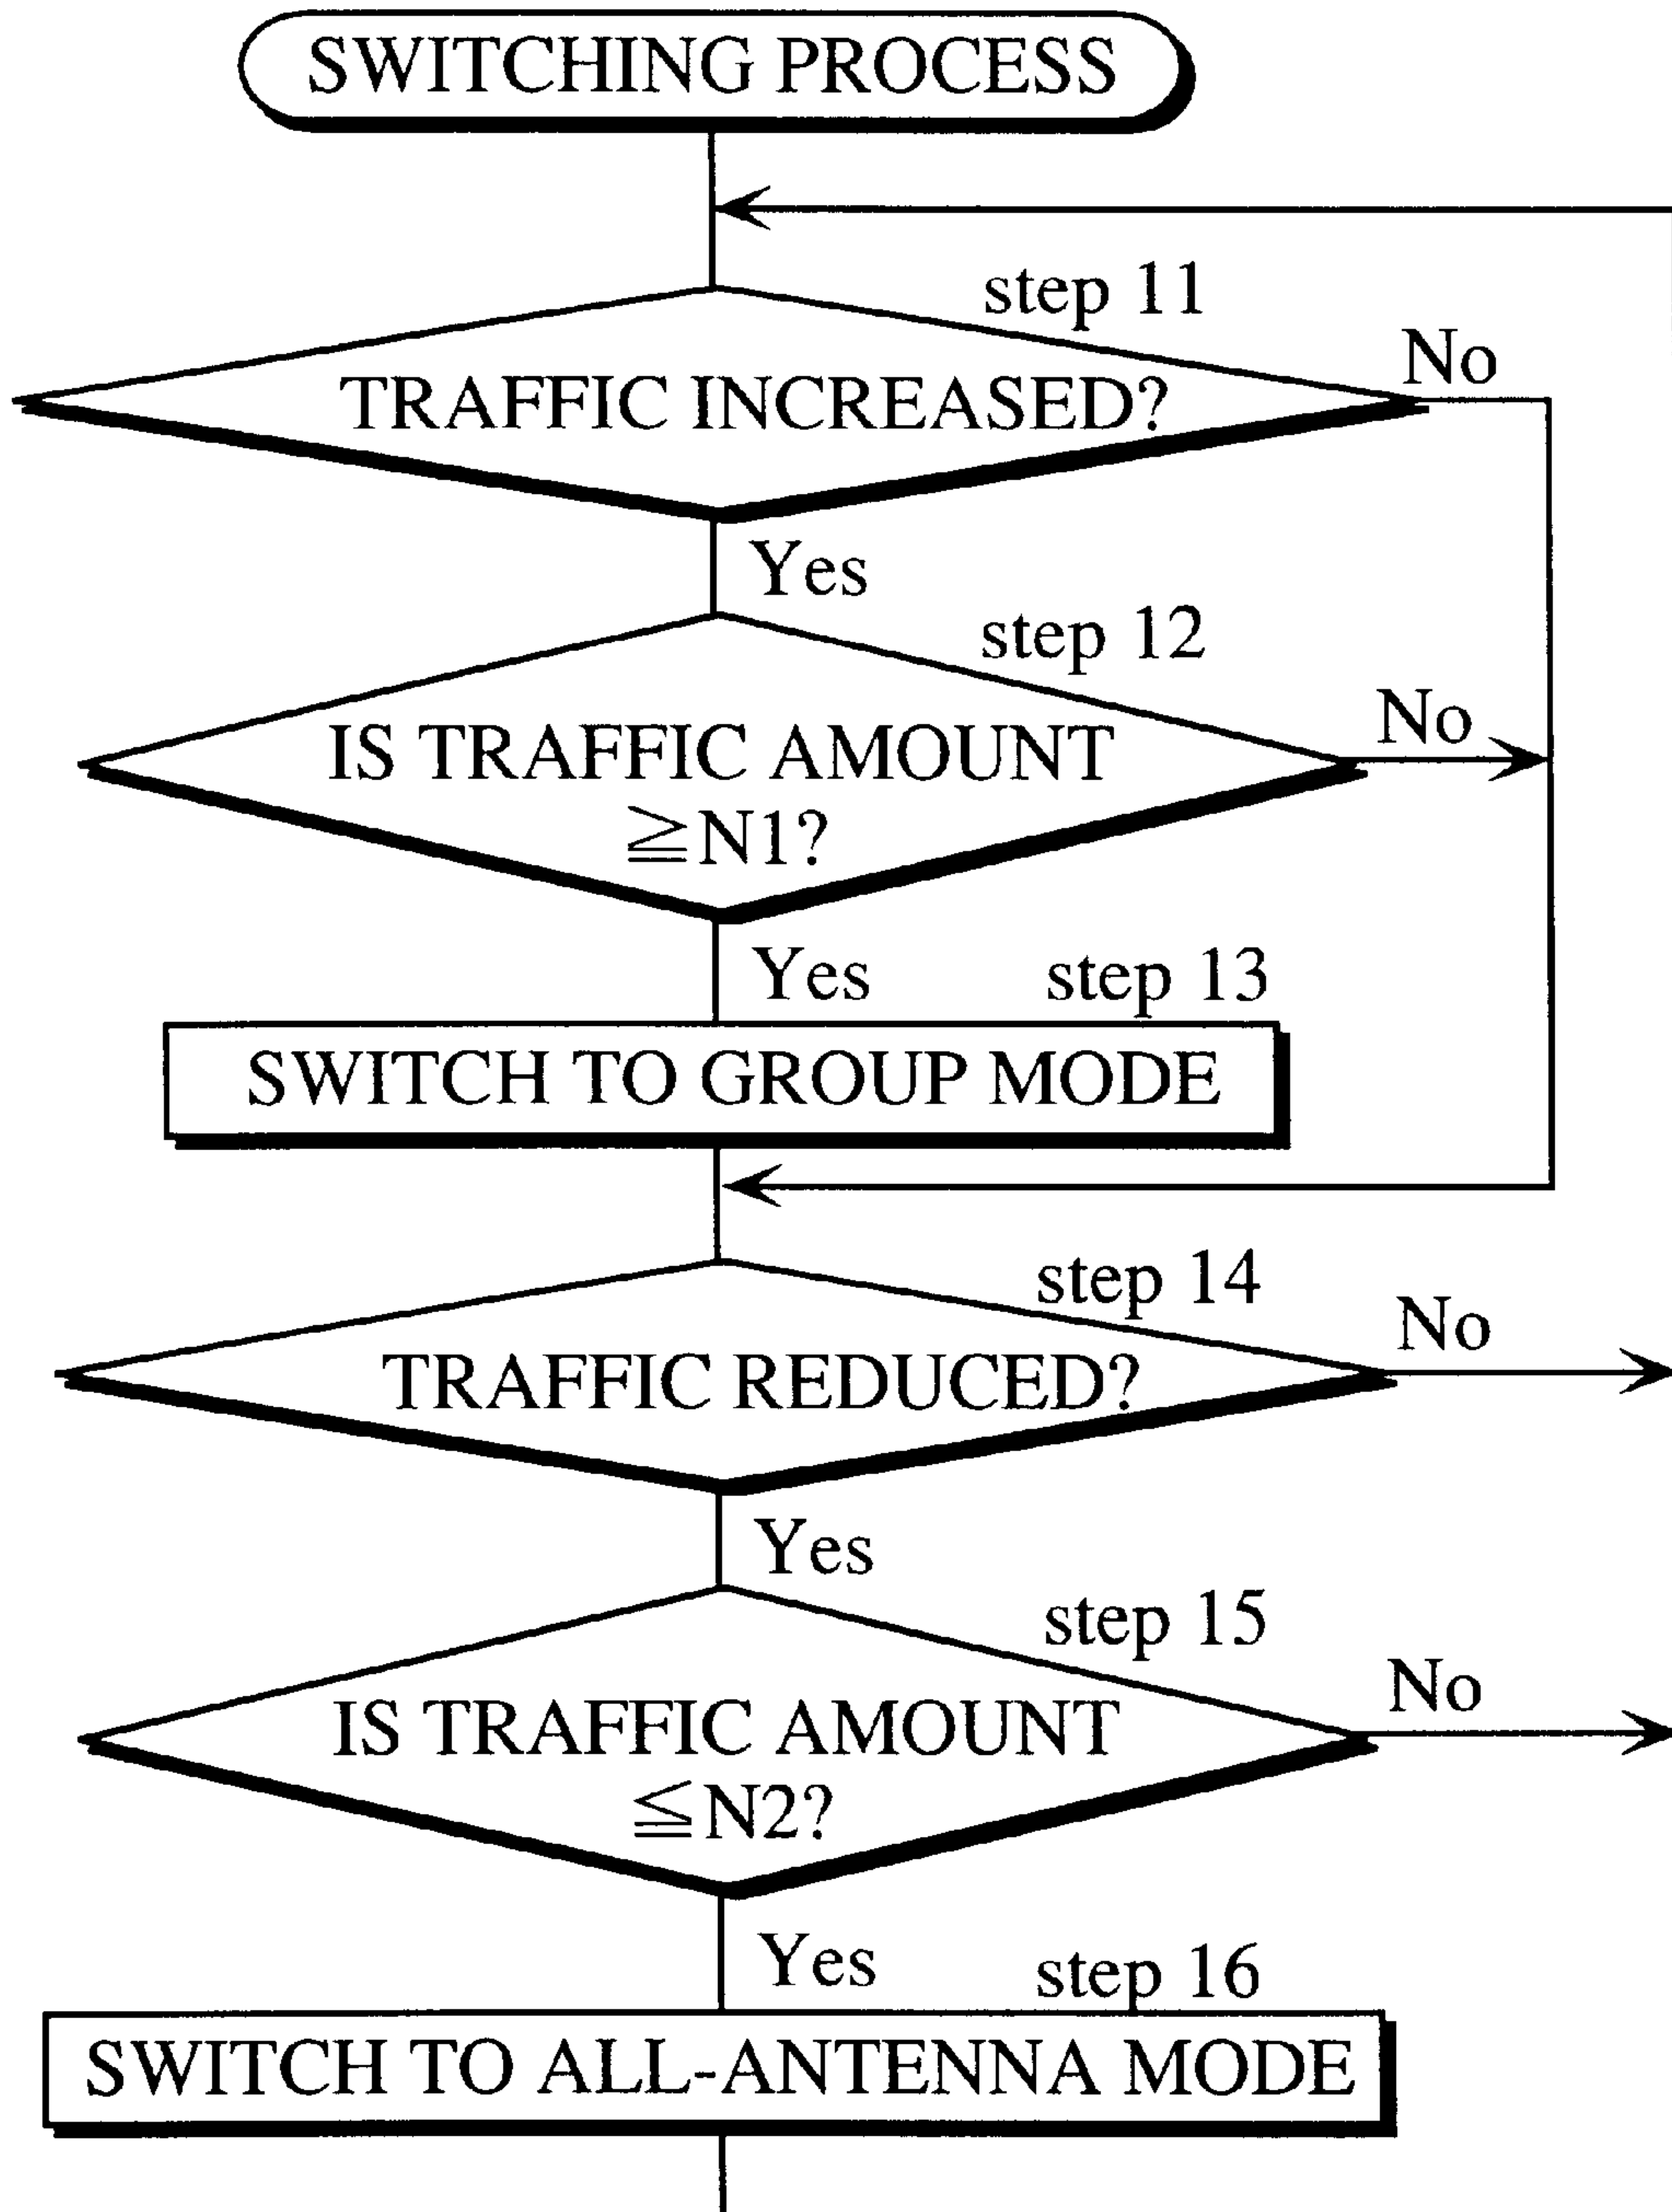 SWITCHING PROCESS
step 11
TRAFFIC INCREASED?
No
Yes
step 12
IS TRAFFIC AMOUNT
≧N1?
No
Yes
step 13
SWITCH TO GROUP MODE
step 14
TRAFFIC REDUCED?
No
Yes
step 15
IS TRAFFIC AMOUNT
≦N2?
No
Yes
step 16
SWITCH TO ALL-ANTENNA MODE